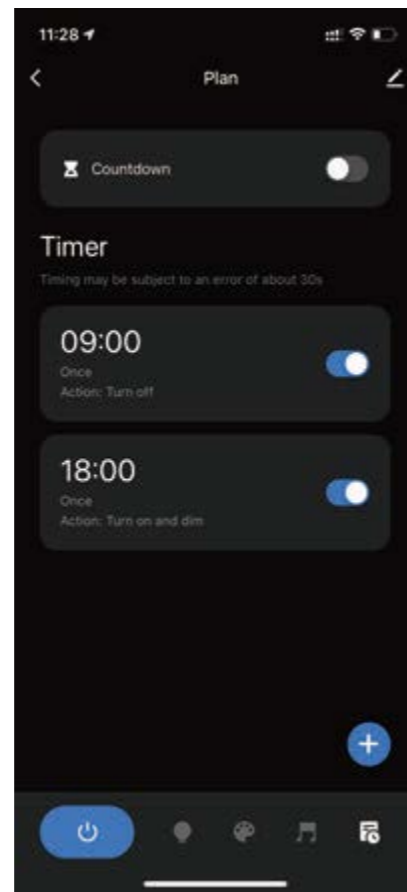 11:28
Plan
Countdown
Timer
Timing may be subject to an error of about 30s
09:00
Once
Action: Turn off
18:00
Once
Action: Turn on and dim